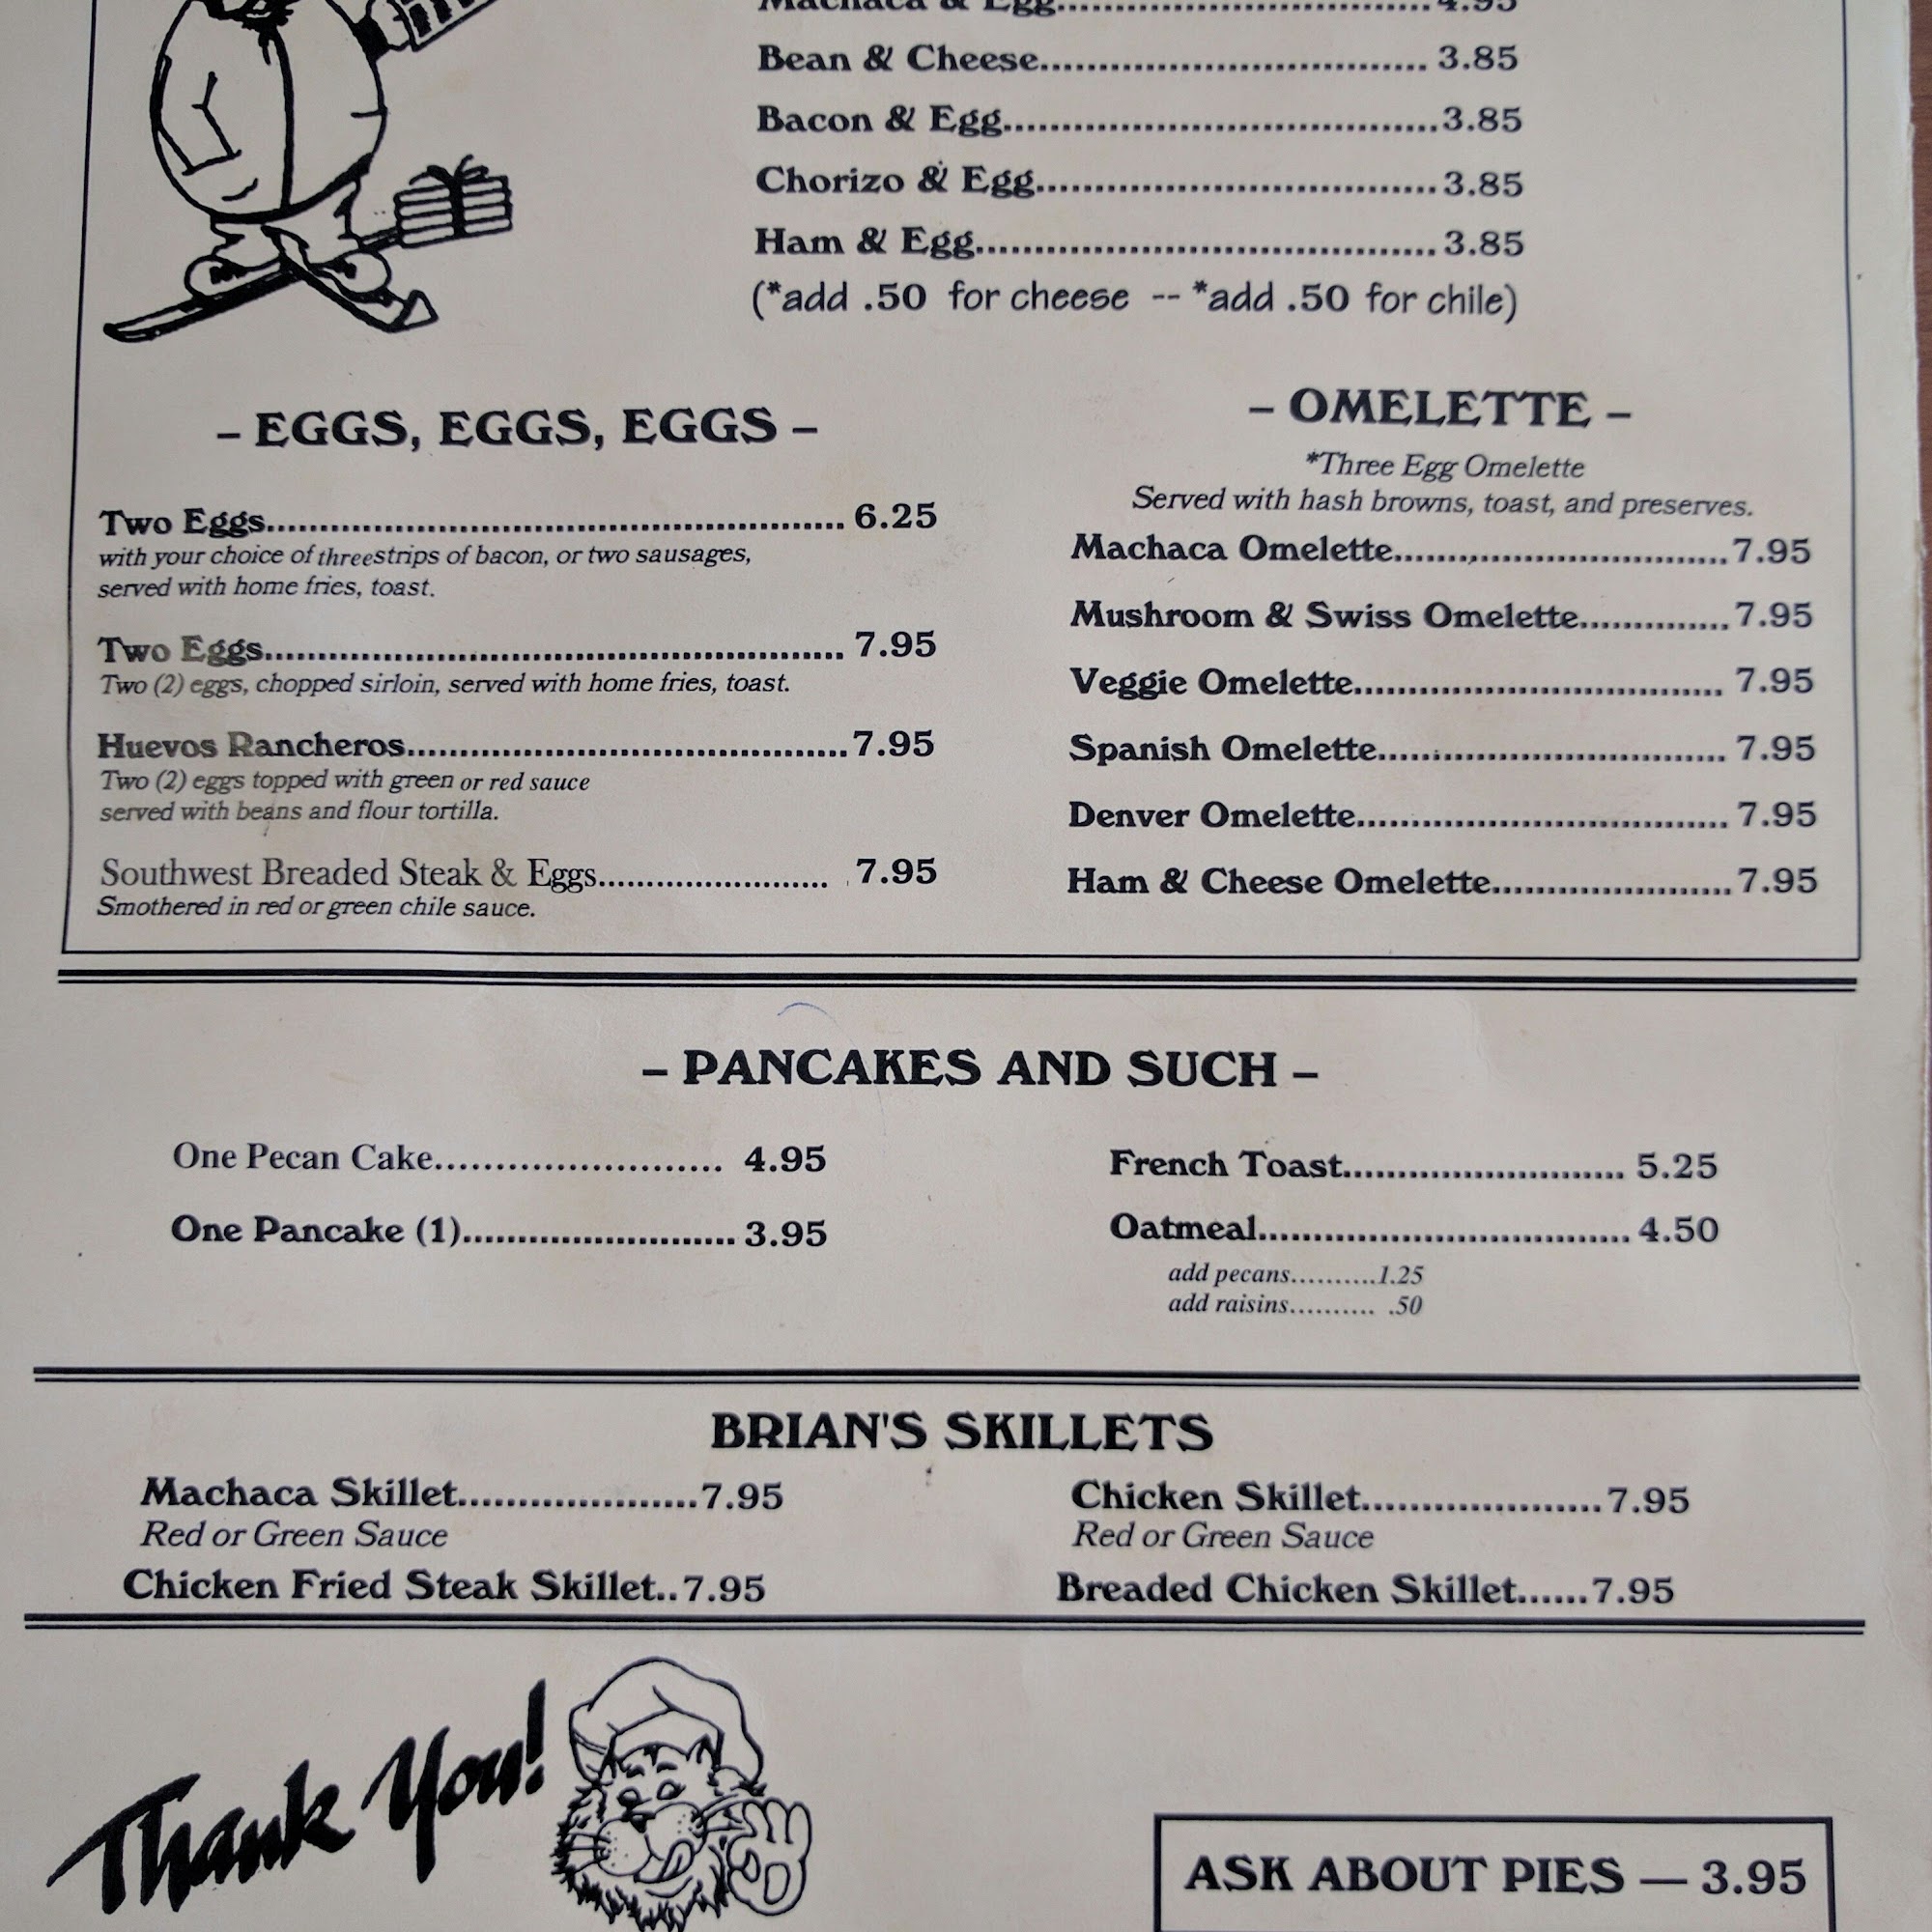 Machaca & Egg.................................4.95
Bean & Cheese................................. 3.85
Bacon & Egg.....................................3.85
Chorizo & Egg..................................3.85
Ham & Egg.......................................3.85
(*add .50 for cheese -- *add .50 for chile)
– EGGS, EGGS, EGGS –
Two Eggs....................................................... 6.25
with your choice of three strips of bacon, or two sausages,
served with home fries, toast.
Two Eggs....................................................... 7.95
Two (2) eggs, chopped sirloin, served with home fries, toast.
Huevos Rancheros..........................................7.95
Two (2) eggs topped with green or red sauce
served with beans and flour tortilla.
Southwest Breaded Steak & Eggs........................ 7.95
Smothered in red or green chile sauce.
– OMELETTE –
*Three Egg Omelette
Served with hash browns, toast, and preserves.
Machaca Omelette...............................7.95
Mushroom & Swiss Omelette..............7.95
Veggie Omelette.................................. 7.95
Spanish Omelette................................ 7.95
Denver Omelette.................................. 7.95
Ham & Cheese Omelette......................7.95
– PANCAKES AND SUCH –
One Pecan Cake........................ 4.95
One Pancake (1).......................... 3.95
French Toast.......................... 5.25
Oatmeal.................................. 4.50
add pecans..........1.25
add raisins.......... .50
BRIAN'S SKILLETS
Machaca Skillet....................7.95
Red or Green Sauce
Chicken Fried Steak Skillet..7.95
Chicken Skillet....................7.95
Red or Green Sauce
Breaded Chicken Skillet......7.95
Thank You!
ASK ABOUT PIES — 3.95